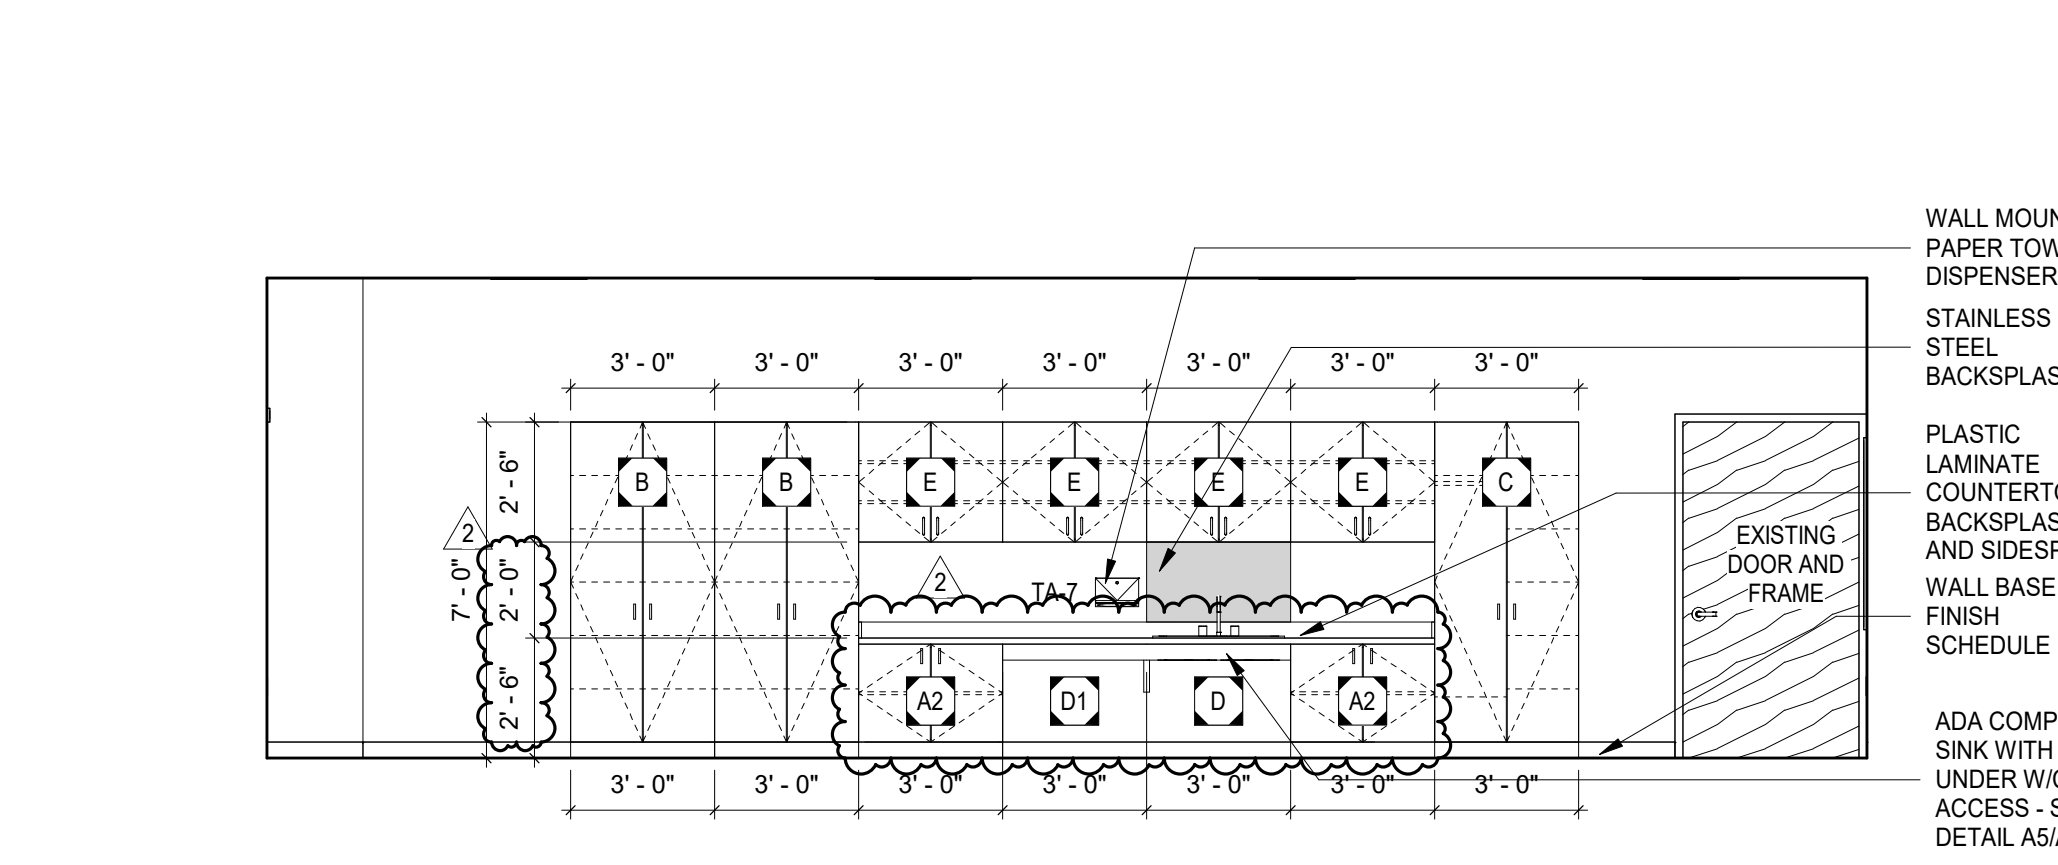 WALL MOUN
PAPER TOW
DISPENSER
STAINLESS
STEEL
BACKSPLAS
3' - 0" 3' - 0" 3' - 0" 3' - 0" 3' - 0" 3' - 0" 3' - 0"
PLASTIC
LAMINATE
COUNTERTO
BACKSPLAS
AND SIDESP
2' - 6"
B B E E E E C
2
7' - 0"
2' - 0"
2
TA-7
EXISTING
DOOR AND
FRAME
WALL BASE
FINISH
SCHEDULE
2' - 6"
A2 D1 D A2
ADA COMP
SINK WITH
UNDER W/C
ACCESS - S
DETAIL A5/A
3' - 0" 3' - 0" 3' - 0" 3' - 0" 3' - 0" 3' - 0" 3' - 0"